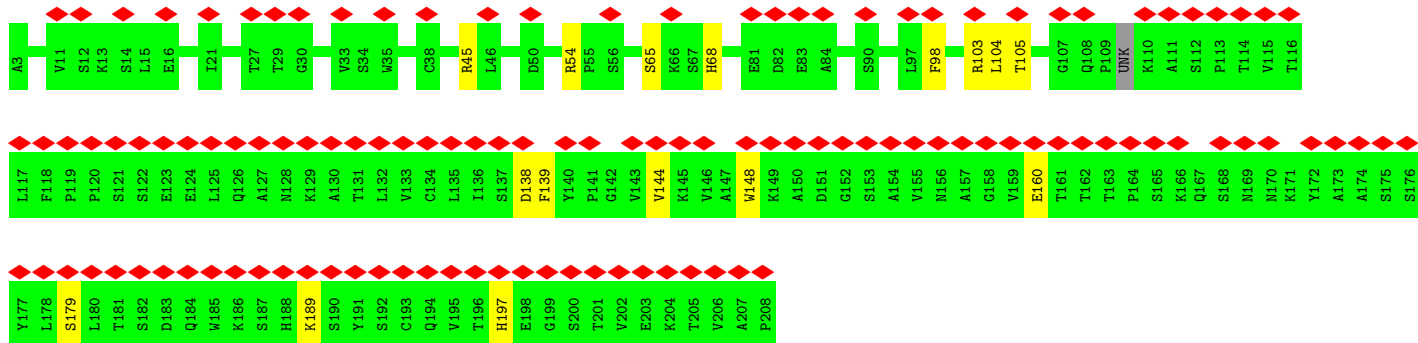 A3 V11 S12 K13 S14 L15 E16 I21 T27 T29 G30 V33 S34 W35 C38 R45 L46 D50 R54 P55 S56 S65 K66 S67 H68 E81 D82 E83 A84 S90 L97 F98 R103 L104 T105 G107 Q108 P109 UNK K110 A111 S112 P113 T114 V115 T116
L117 F118 P119 P120 S121 S122 E123 E124 L125 Q126 A127 N128 K129 A130 T131 L132 V133 C134 L135 I136 S137 D138 F139 Y140 P141 G142 V143 V144 K145 V146 A147 W148 K149 A150 D151 G152 S153 A154 V155 N156 A157 G158 V159 E160 T161 T162 T163 P164 S165 K166 Q167 S168 N169 N170 K171 Y172 A173 A174 S175 S176
Y177 L178 S179 L180 T181 S182 D183 Q184 W185 K186 S187 H188 K189 S190 Y191 S192 C193 Q194 V195 T196 H197 E198 G199 S200 T201 V202 E203 K204 T205 V206 A207 P208